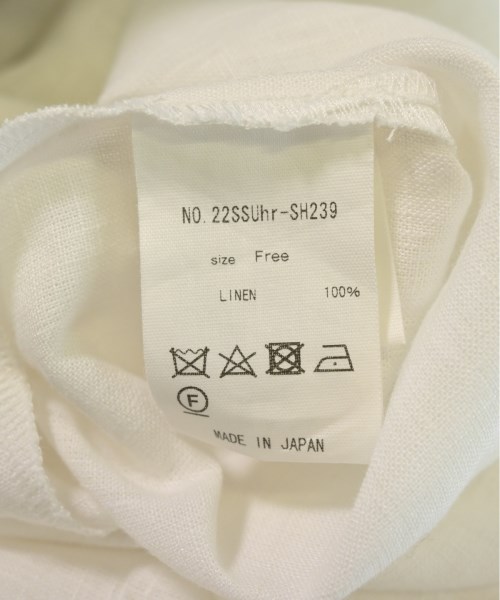 NO. 22SSUhr-SH239
size Free
LINEN 100%
F
MADE IN JAPAN